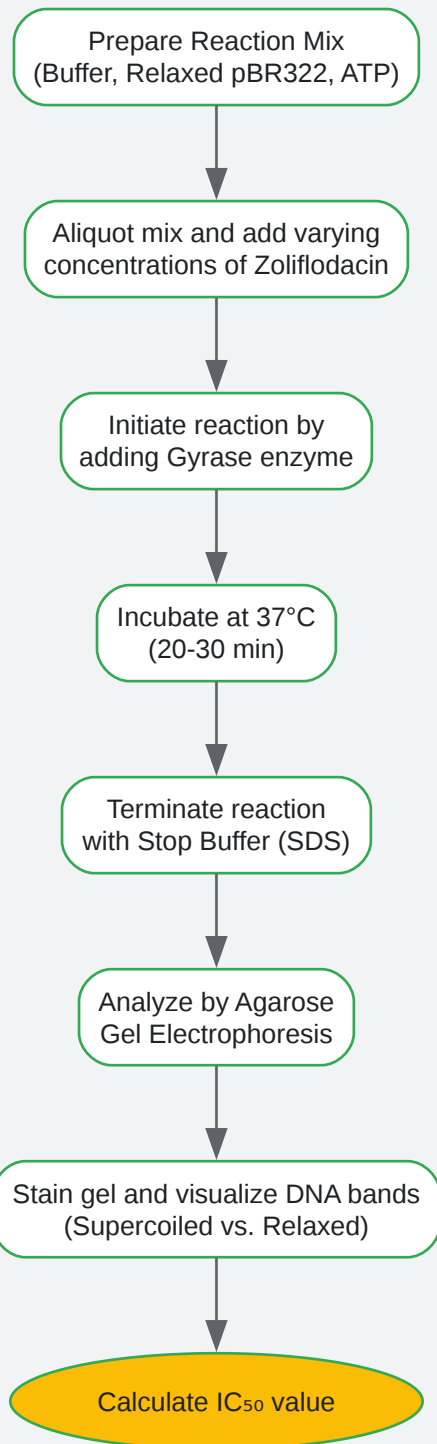 Prepare Reaction Mix
(Buffer, Relaxed pBR322, ATP)
Aliquot mix and add varying
concentrations of Zoliflodacin
Initiate reaction by
adding Gyrase enzyme
Incubate at 37°C
(20-30 min)
Terminate reaction
with Stop Buffer (SDS)
Analyze by Agarose
Gel Electrophoresis
Stain gel and visualize DNA bands
(Supercoiled vs. Relaxed)
Calculate IC₅₀ value